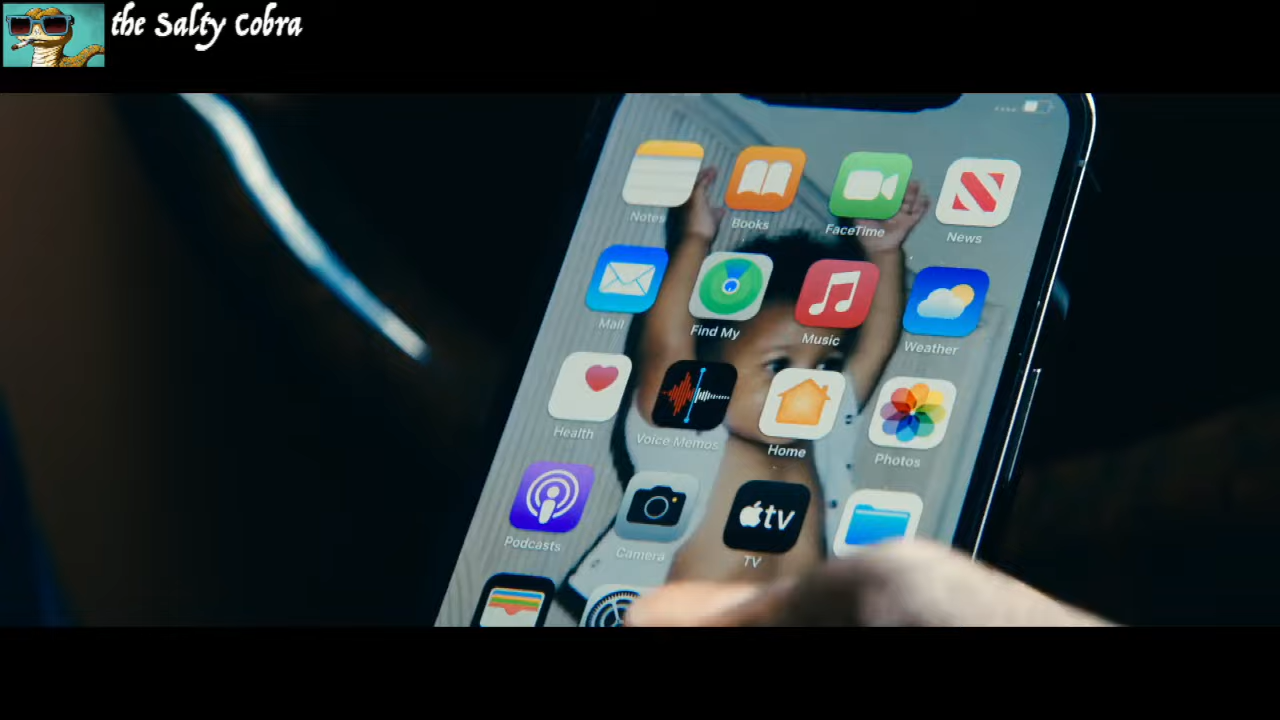 the Salty Cobra
Notes
Books
FaceTime
News
Mail
Find My
Music
Weather
Health
Voice Memos
Home
Photos
Podcasts
Camera
tv
TV